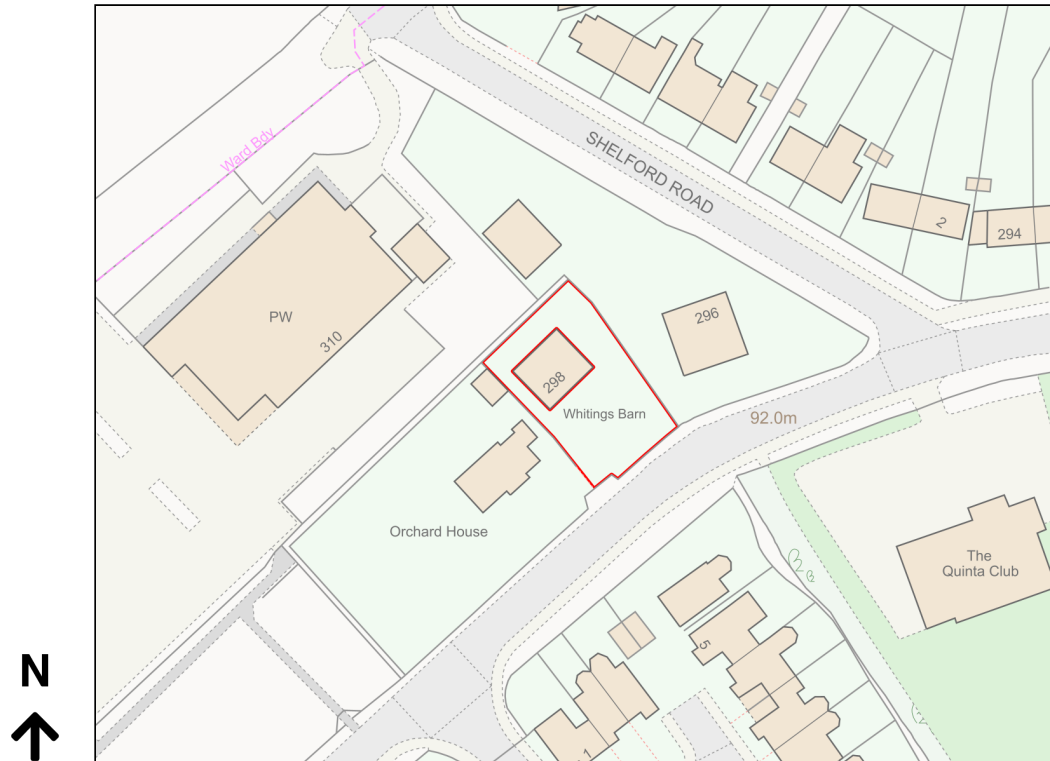 Ward Bdy
SHELFORD ROAD
2
294
PW
310
296
298
Whitings Barn
92.0m
Orchard House
The
Quinta Club
5
1
N